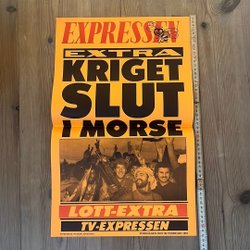 EXPRESSEN
EXTRA
KRIGET
SLUT
I MORSE
LOTT-EXTRA
TV-EXPRESSEN